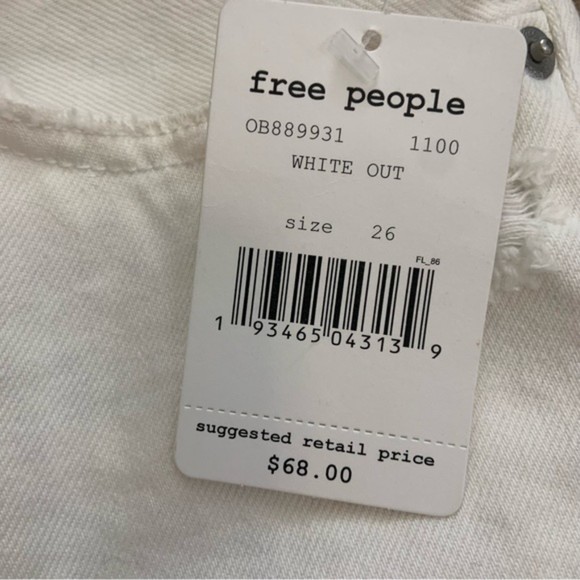 free people
OB889931 1100
WHITE OUT
size 26
FL_86
1 93465 04313 9
suggested retail price
$68.00